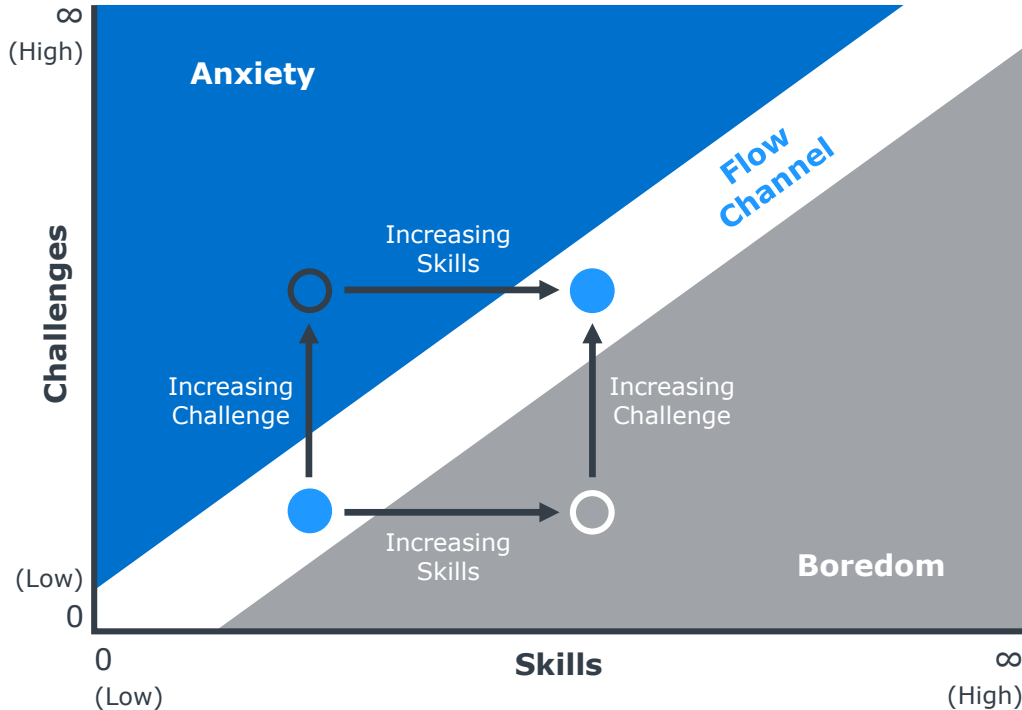 ∞
(High)
Anxiety
Flow
Channel
Increasing
Skills
Challenges
Increasing
Challenge
Increasing
Challenge
Increasing
Skills
Boredom
(Low)
0
0
(Low)
Skills
∞
(High)